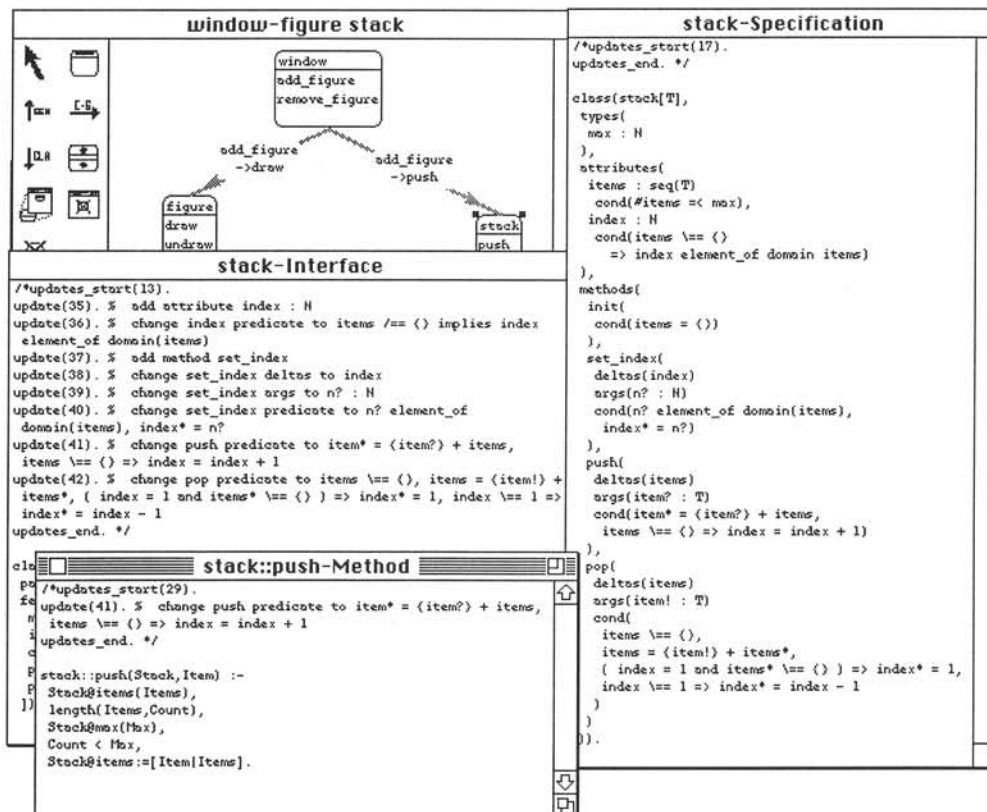 window-figure stack
window
add_figure
remove_figure
add_figure
->draw
add_figure
->push
figure
draw
undraw
stack
push
stack-Specification
/*updates_start(17).
updates_end. */
class(stack[T],
types(
max : N
),
attributes(
items : seq(T)
cond(#items =< max),
index : N
cond(items \== {}
=> index element_of domain items)
),
methods(
init(
cond(items = {})
),
set_index(
deltas(index)
args(n? : N)
cond(n? element_of domain(items),
index* = n?)
),
push(
deltas(items)
args(item? : T)
cond(item* = {item?} + items,
items \== {} => index = index + 1)
),
pop(
deltas(items)
args(item! : T)
cond(
items \== {},
items = {item!} + items*,
( index = 1 and items* \== {} ) => index* = 1,
index \== 1 => index* = index - 1
)
)
)).
stack-Interface
/*updates_start(13).
update(35). % add attribute index : N
update(36). % change index predicate to items /== {} implies index
element_of domain(items)
update(37). % add method set_index
update(38). % change set_index deltas to index
update(39). % change set_index args to n? : N
update(40). % change set_index predicate to n? element_of
domain(items), index* = n?
update(41). % change push predicate to item* = {item?} + items,
items \== {} => index = index + 1
update(42). % change pop predicate to items \== {}, items = {item!} +
items*, ( index = 1 and items* \== {} ) => index* = 1, index \== 1 =>
index* = index - 1
updates_end. */
stack::push-Method
/*updates_start(29).
update(41). % change push predicate to item* = {item?} + items,
items \== {} => index = index + 1
updates_end. */
stack::push(Stack,Item) :-
Stack@items(Items),
length(Items,Count),
Stack@max(Max),
Count < Max,
Stack@items:=[Item|Items].